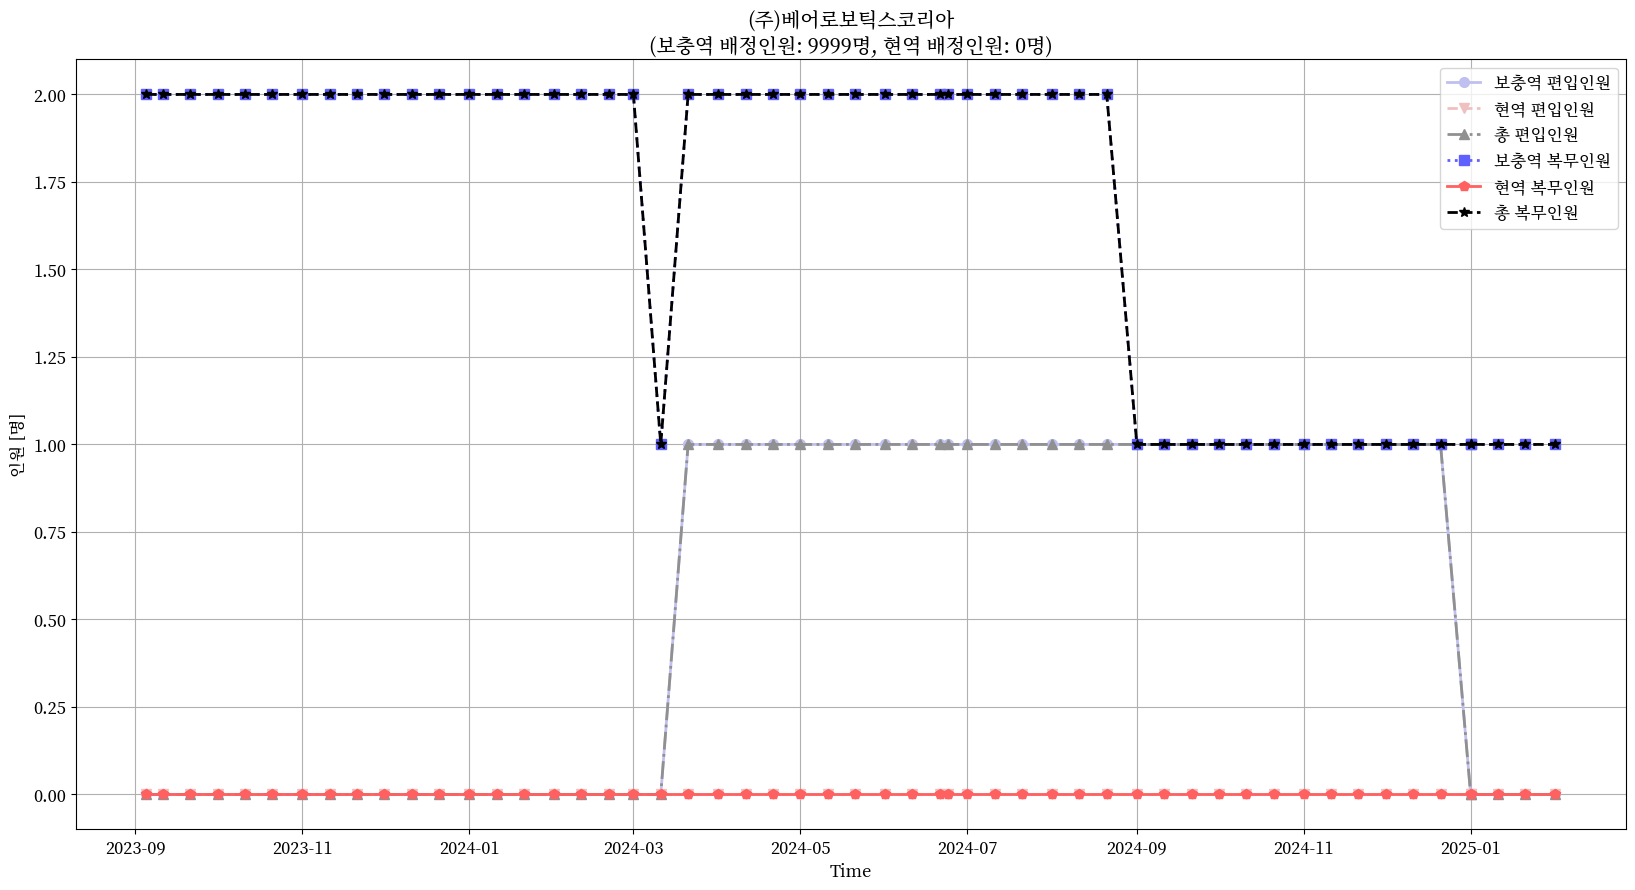 (주)베어로보틱스코리아
(보충역 배정인원: 9999명, 현역 배정인원: 0명)
보충역 편입인원
현역 편입인원
총 편입인원
보충역 복무인원
현역 복무인원
총 복무인원
2.00
1.75
1.50
1.25
1.00
0.75
0.50
0.25
0.00
인원 [명]
2023-09
2023-11
2024-01
2024-03
2024-05
2024-07
2024-09
2024-11
2025-01
Time